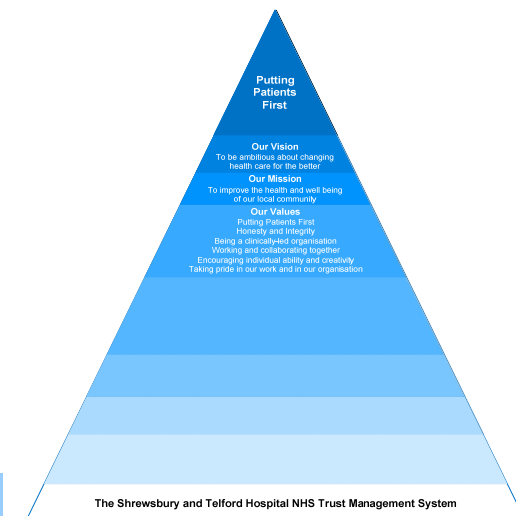 Putting
Patients
First
Our Vision
To be ambitious about changing
health care for the better
Our Mission
To improve the health and well being
of our local community
Our Values
Putting Patients First
Honesty and Integrity
Being a clinically-led organisation
Working and collaborating together
Encouraging individual ability and creativity
Taking pride in our work and in our organisation
The Shrewsbury and Telford Hospital NHS Trust Management System